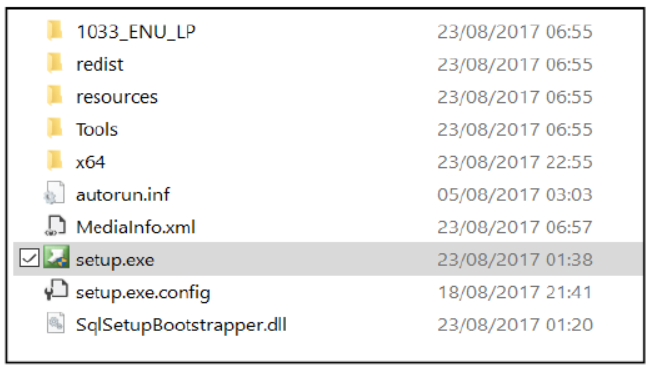 1033_ENU_LP 23/08/2017 06:55
redist 23/08/2017 06:55
resources 23/08/2017 06:55
Tools 23/08/2017 06:55
x64 23/08/2017 22:55
autorun.inf 05/08/2017 03:03
MediaInfo.xml 23/08/2017 06:57
setup.exe 23/08/2017 01:38
setup.exe.config 18/08/2017 21:41
SqlSetupBootstrapper.dll 23/08/2017 01:20